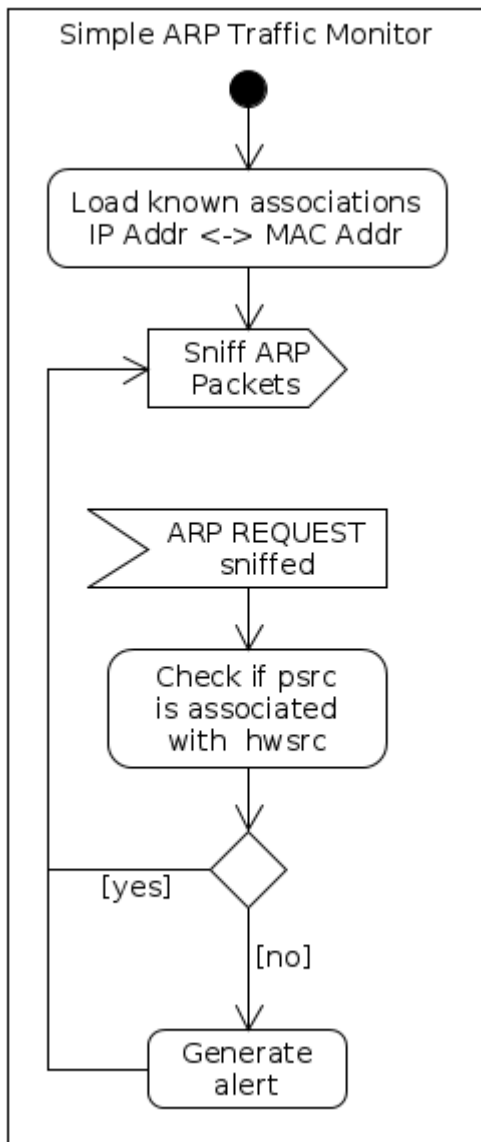 Simple ARP Traffic Monitor
Load known associations
IP Addr <-> MAC Addr
Sniff ARP
Packets
ARP REQUEST
sniffed
Check if psrc
is associated
with hwsrc
[yes]
[no]
Generate
alert